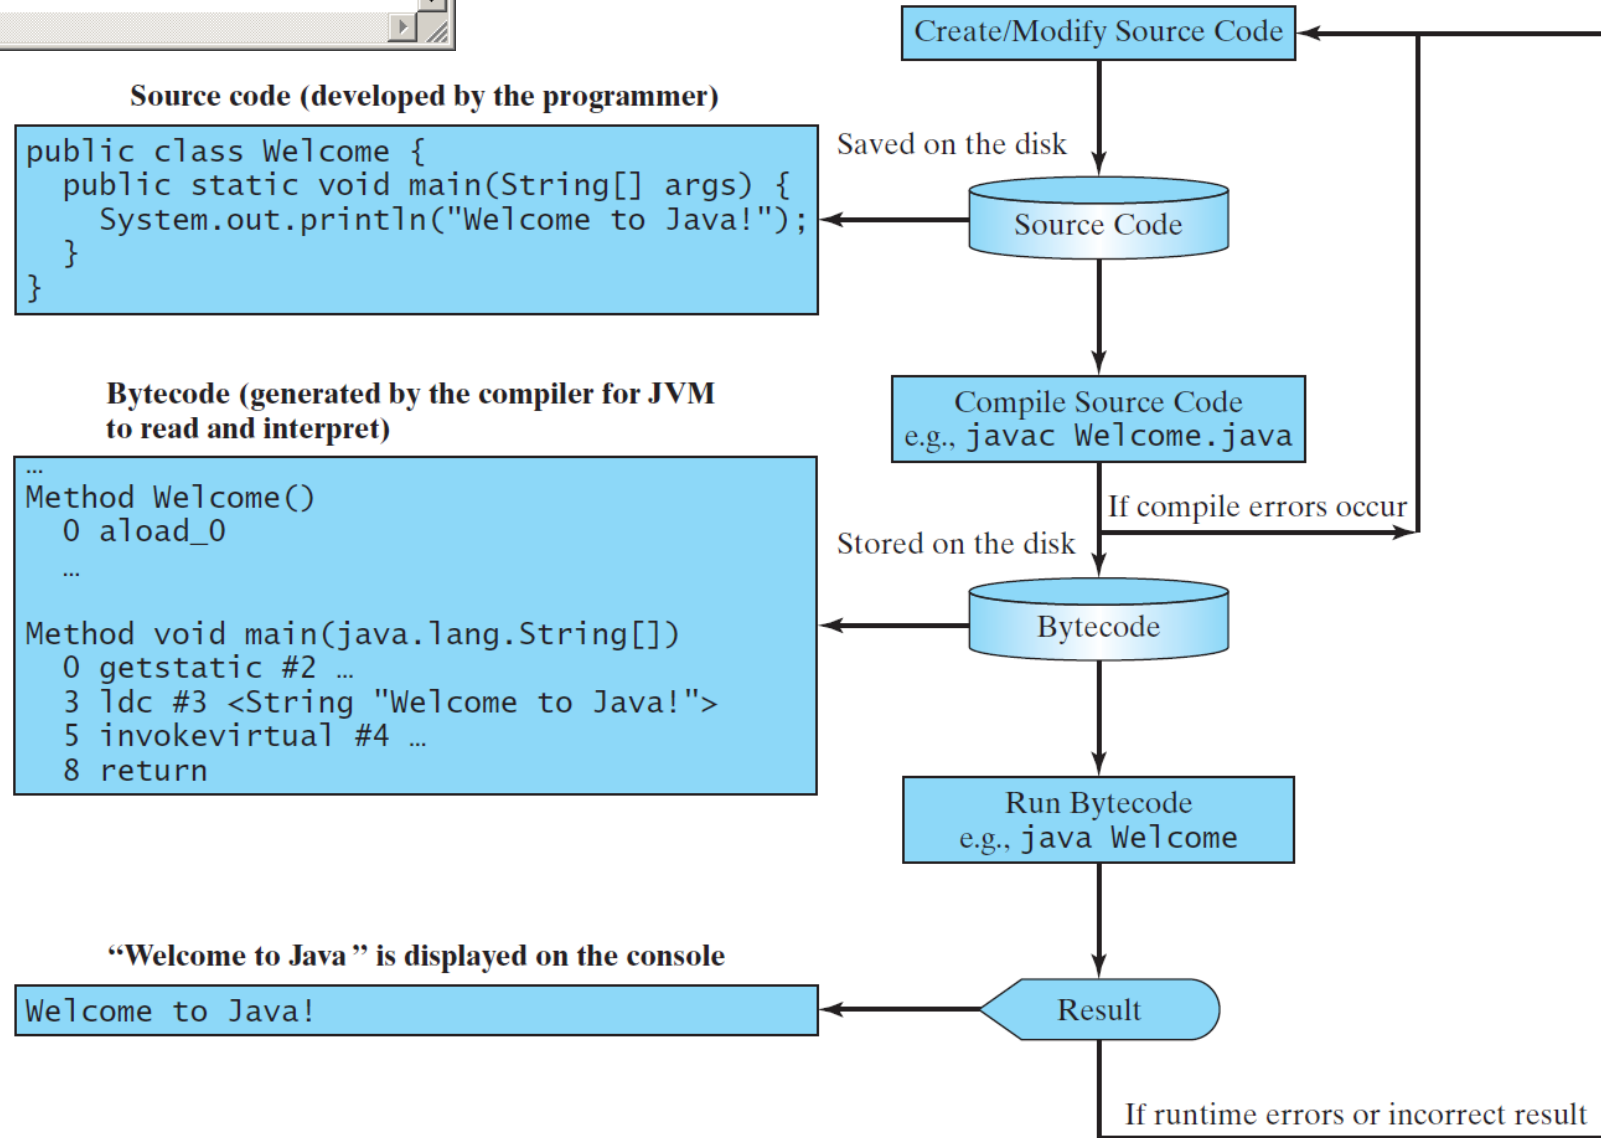 Create/Modify Source Code
Source code (developed by the programmer)
public class Welcome {
  public static void main(String[] args) {
    System.out.println("Welcome to Java!");
  }
}
Saved on the disk
Source Code
Compile Source Code
e.g., javac Welcome.java
If compile errors occur
Bytecode (generated by the compiler for JVM
to read and interpret)
…
Method Welcome()
  0 aload_0
  …
Method void main(java.lang.String[])
  0 getstatic #2 …
  3 ldc #3 <String "Welcome to Java!">
  5 invokevirtual #4 …
  8 return
Stored on the disk
Bytecode
Run Bytecode
e.g., java Welcome
“Welcome to Java” is displayed on the console
Welcome to Java!
Result
If runtime errors or incorrect result